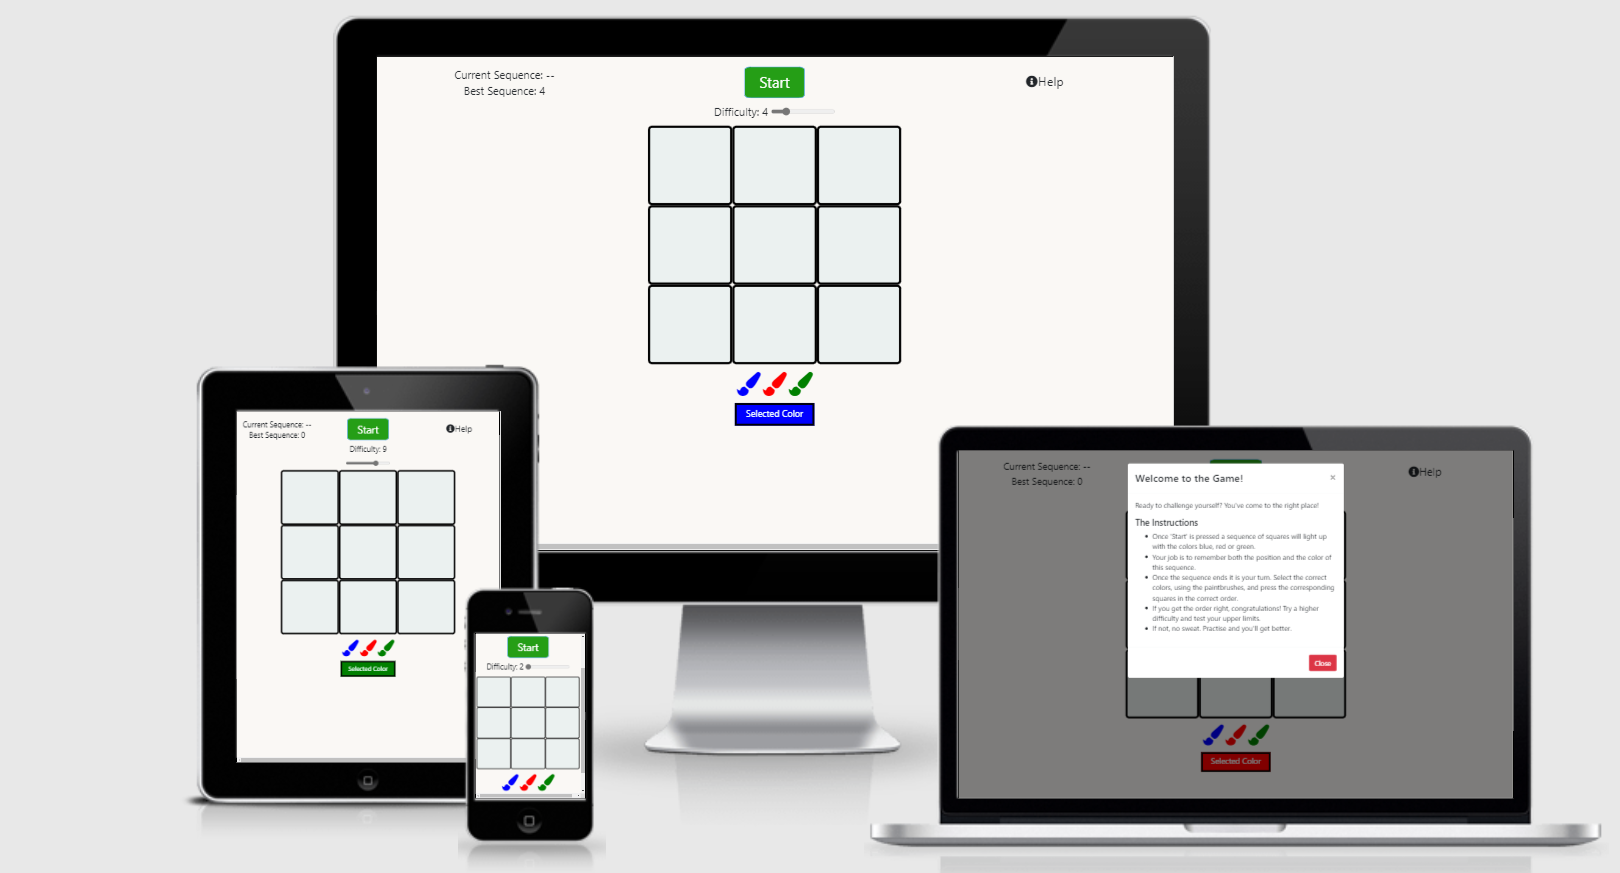 Current Sequence: --
Best Sequence: 4
Start
Help
Difficulty: 4
Selected Color
Current Sequence: --
Best Sequence: 0
Start
Help
Difficulty: 9
Selected Color
Start
Difficulty: 2
Current Sequence: --
Best Sequence: 0
Help
Welcome to the Game!
×
Ready to challenge yourself? You've come to the right place!
The Instructions
• Once 'Start' is pressed a sequence of squares will light up
with the colors blue, red or green.
• Your job is to remember both the position and the color of
this sequence.
• Once the sequence ends it is your turn. Select the correct
colors, using the paintbrushes, and press the corresponding
squares in the correct order.
• If you get the order right, congratulations! Try a higher
difficulty and test your upper limits.
• If not, no sweat. Practise and you'll get better.
Close
Selected Color